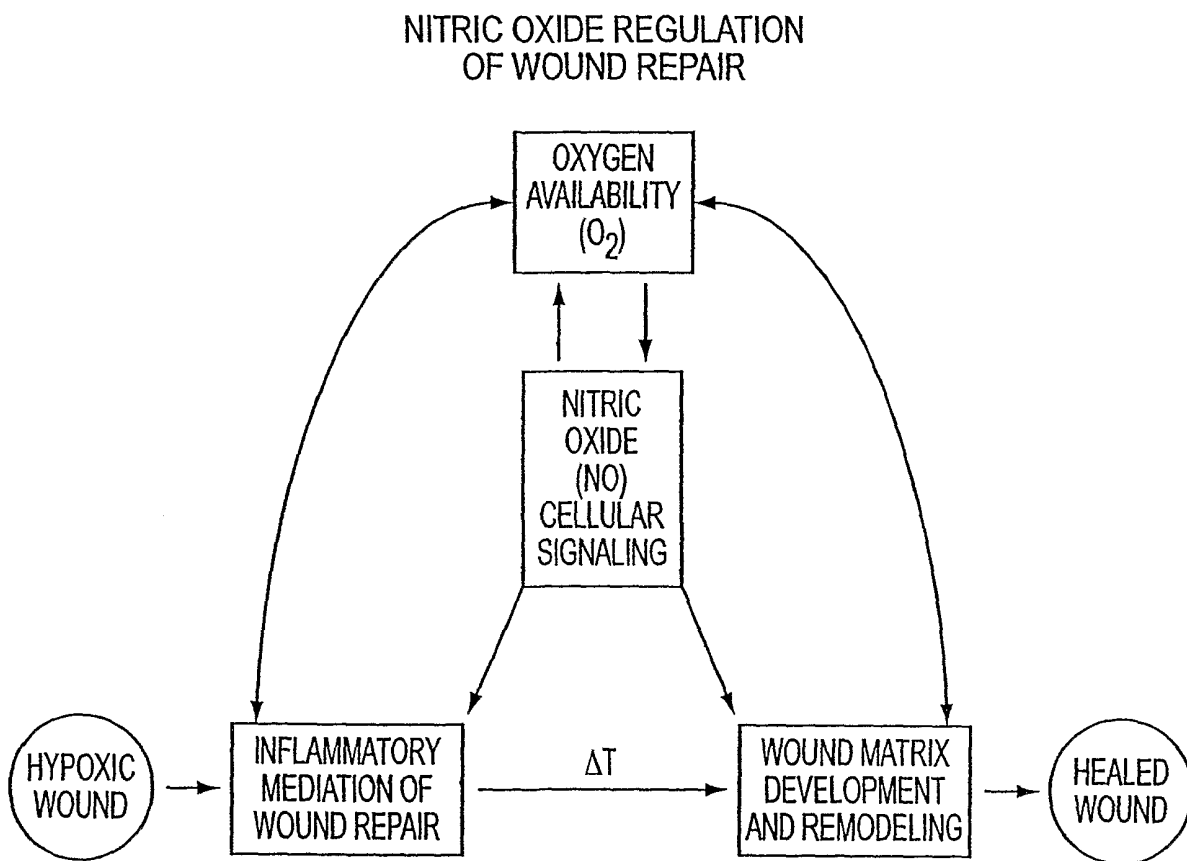 NITRIC OXIDE REGULATION
OF WOUND REPAIR
OXYGEN
AVAILABILITY
(O₂)
NITRIC
OXIDE
(NO)
CELLULAR
SIGNALING
HYPOXIC
WOUND
INFLAMMATORY
MEDIATION OF
WOUND REPAIR
ΔT
WOUND MATRIX
DEVELOPMENT
AND REMODELING
HEALED
WOUND